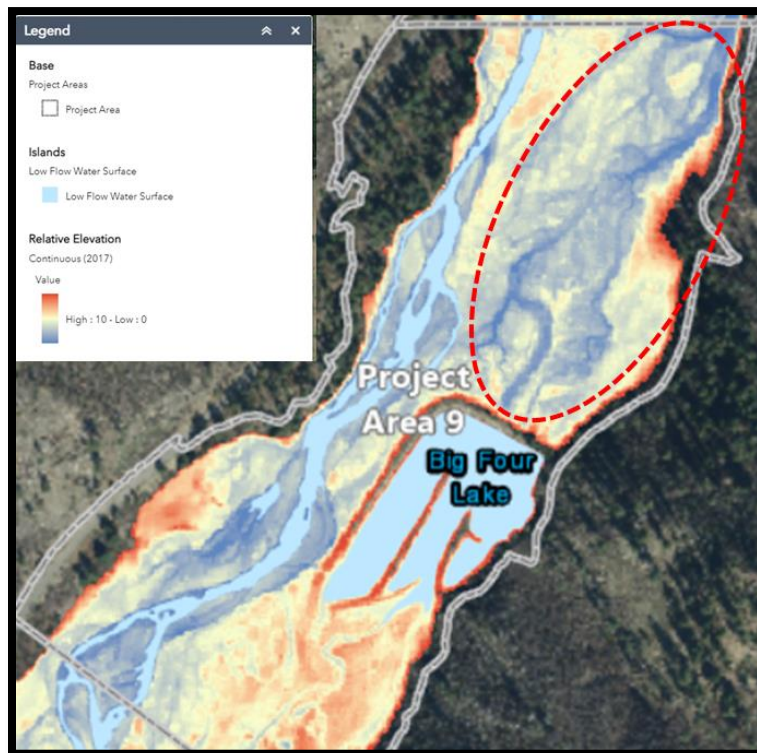 Legend
Base
Project Areas
Project Area
Islands
Low Flow Water Surface
Low Flow Water Surface
Relative Elevation
Continuous (2017)
Value
High : 10 - Low : 0
Project
Area 9
Big Four
Lake